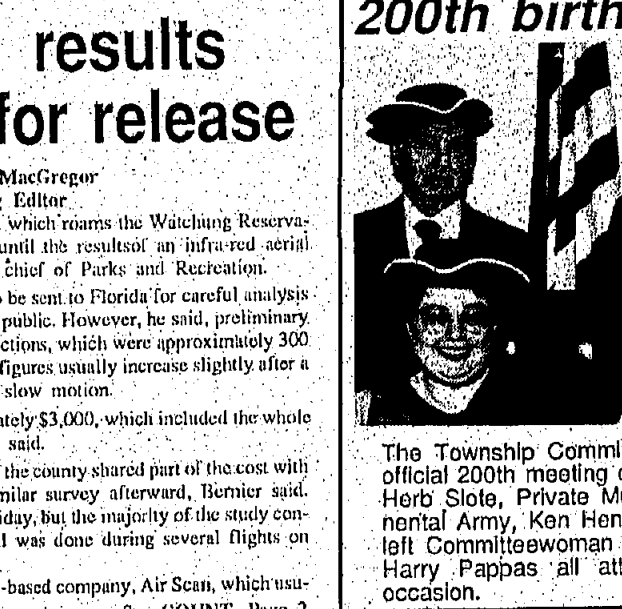 results
for release
MacGregor
Editor
which roams the Watchung Reserva-
until the resultsof an infra-red aerial
chief of Parks and Recreation.
be sent to Florida for careful analysis
public. However, he said, preliminary
ctions, which were approximately 300
figures usually increase slightly after a
slow motion.
ately $3,000, which included the whole
said.
the county shared part of the cost with
milar survey afterward, Bernier said.
iday, but the majority of the study con-
l was done during several flights on
-based company, Air Scan, which usu-
COUNT, Page 2
200th birth
The Township Commi
official 200th meeting
Herb Slote, Private M
nental Army, Ken Hen
left Committeewoman
Harry Pappas all att
occasion.